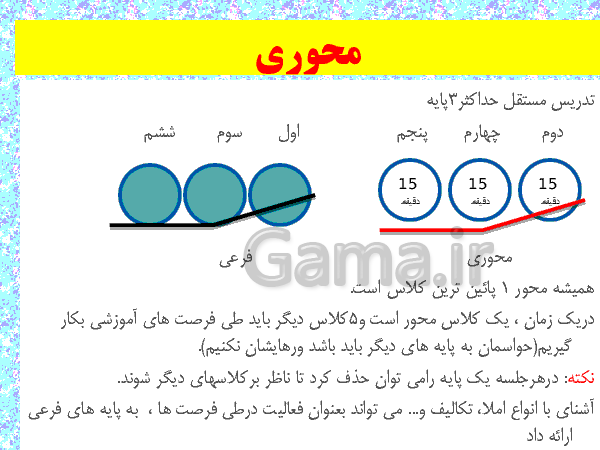 محوری
تدریس مستقل حداکثر۳پایه
دوم چهارم پنجم اول سوم ششم
15 15 15
دقیقه دقیقه دقیقه
محوری فرعی
Gama.ir
همیشه محور ۱ پائین ترین کلاس است.
دریک زمان ، یک کلاس محور است و۵کلاس دیگر باید طی فرصت های آموزشی بکار
گیریم(حواسمان به پایه های دیگر باید باشد ورهایشان نکنیم).
نکته: درهرجلسه یک پایه رامی توان حذف کرد تا ناظر برکلاسهای دیگر شوند.
آشنای با انواع املا، تکالیف و... می تواند بعنوان فعالیت درطی فرصت ها ، به پایه های فرعی
ارائه داد